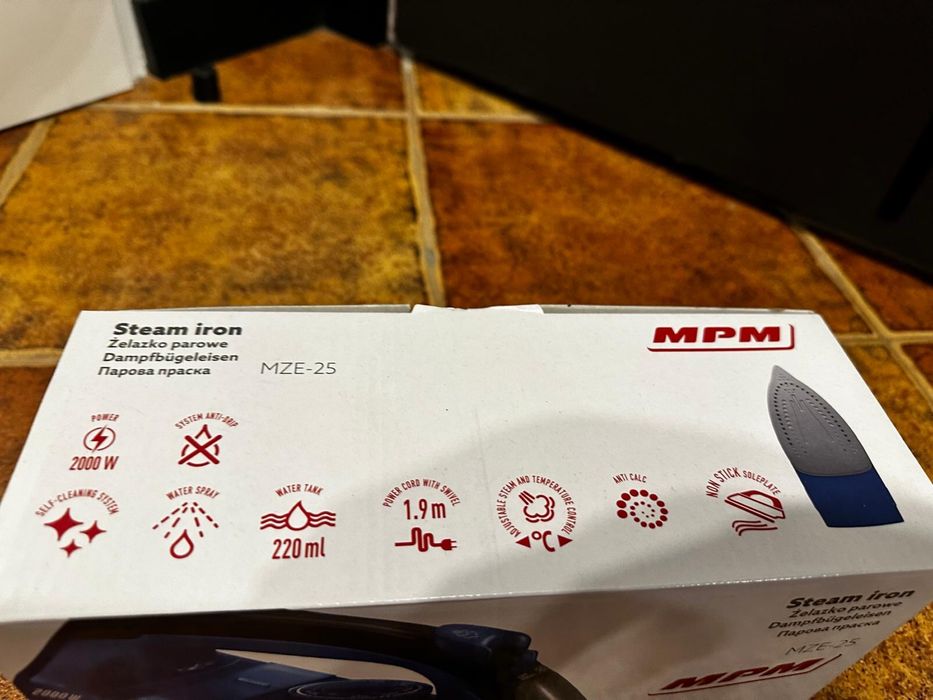 Steam iron
Żelazko parowe
Dampfbügeleisen
Парова праска
MZE-25
MPM
POWER
2000 W
SYSTEM ANTI-DRIP
SELF-CLEANING SYSTEM
WATER SPRAY
WATER TANK
220 ml
POWER CORD WITH SWIVEL
1.9 m
ADJUSTABLE STEAM AND TEMPERATURE CONTROL
°C
ANTI CALC
NON STICK SOLEPLATE
Steam iron
Żelazko parowe
Dampfbügeleisen
Парова праска
MZE-25
MPM
2000 W